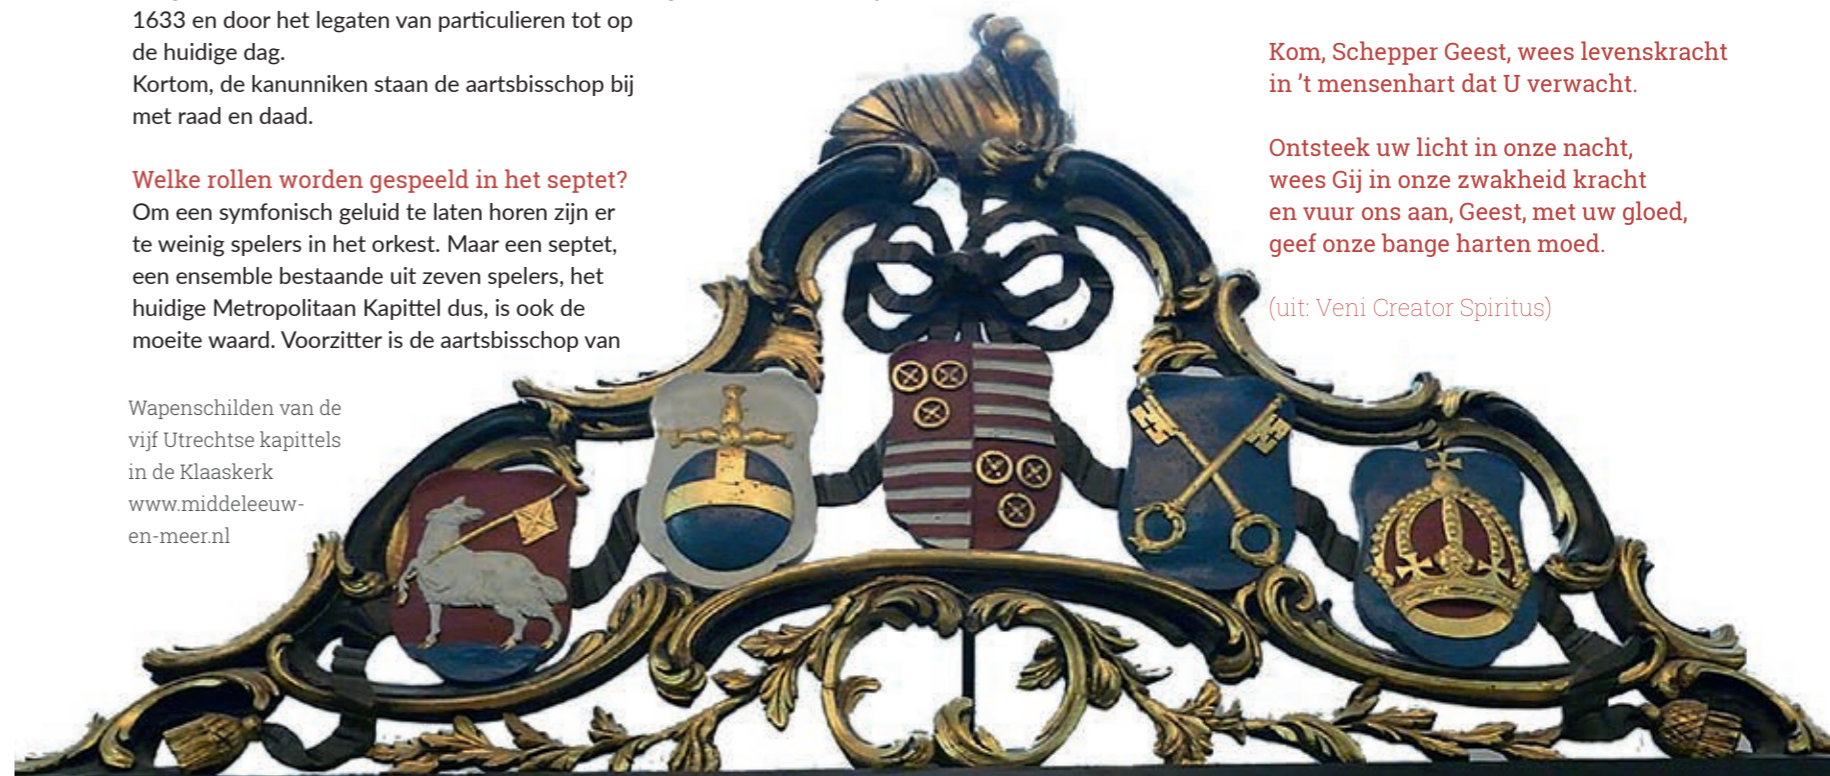 1633 en door het legaten van particulieren tot op
de huidige dag.
Kortom, de kanunniken staan de aartsbisschop bij
met raad en daad.
Welke rollen worden gespeeld in het septet?
Om een symfonisch geluid te laten horen zijn er
te weinig spelers in het orkest. Maar een septet,
een ensemble bestaande uit zeven spelers, het
huidige Metropolitaan Kapittel dus, is ook de
moeite waard. Voorzitter is de aartsbisschop van
Wapenschilden van de
vijf Utrechtse kapittels
in de Klaaskerk
www.middeleeuw-
en-meer.nl
Kom, Schepper Geest, wees levenskracht
in ’t mensenhart dat U verwacht.
Ontsteek uw licht in onze nacht,
wees Gij in onze zwakheid kracht
en vuur ons aan, Geest, met uw gloed,
geef onze bange harten moed.
(uit: Veni Creator Spiritus)